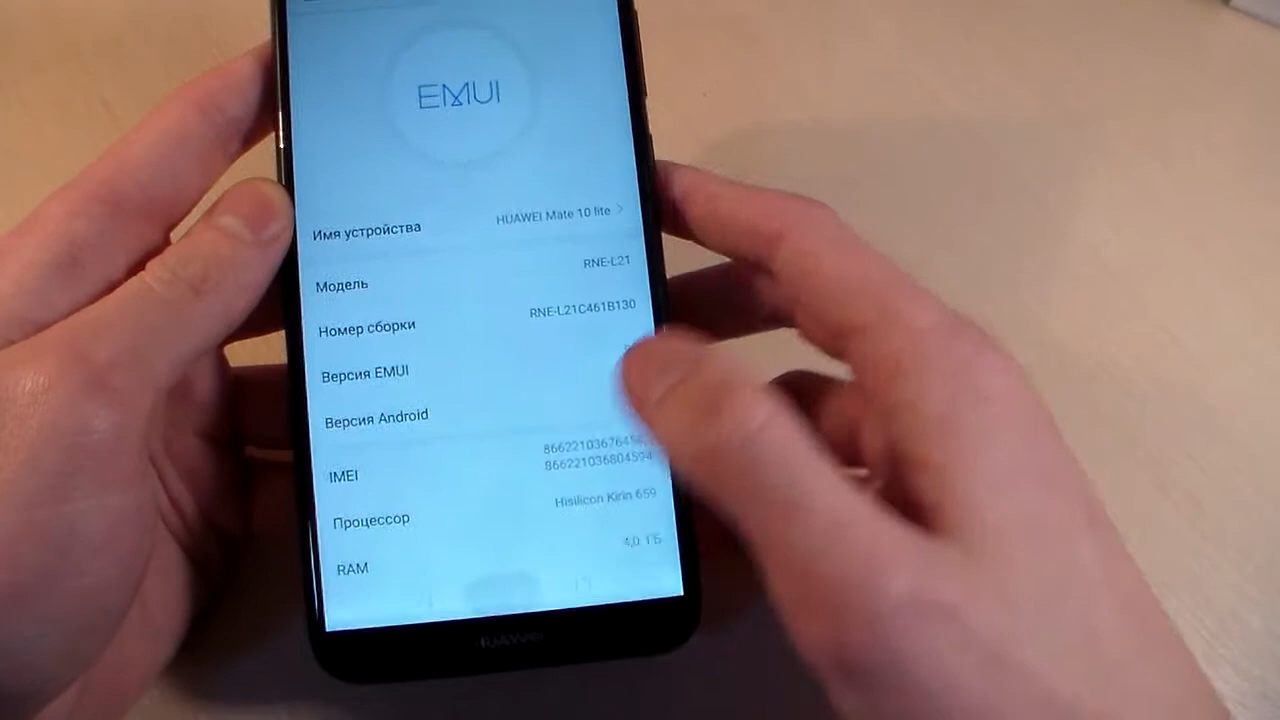 EMUI
Имя устройства HUAWEI Mate 10 lite
Модель RNE-L21
Номер сборки RNE-L21C461B130
Версия EMUI
Версия Android
IMEI
866221036804594
Процессор Hisilicon Kirin 659
RAM 4,0 ГБ
HUAWEI